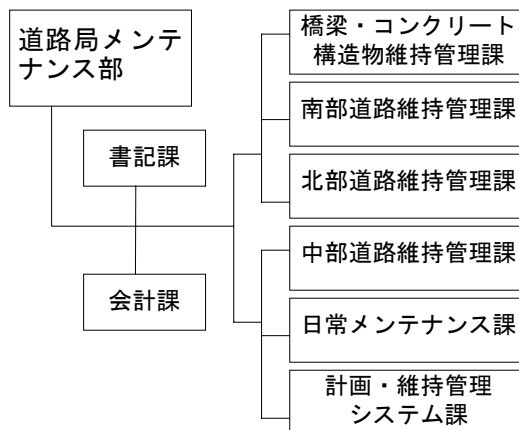 道路局メンテ
ナンス部
書記課
会計課
橋梁・コンクリート
構造物維持管理課
南部道路維持管理課
北部道路維持管理課
中部道路維持管理課
日常メンテナンス課
計画・維持管理
システム課